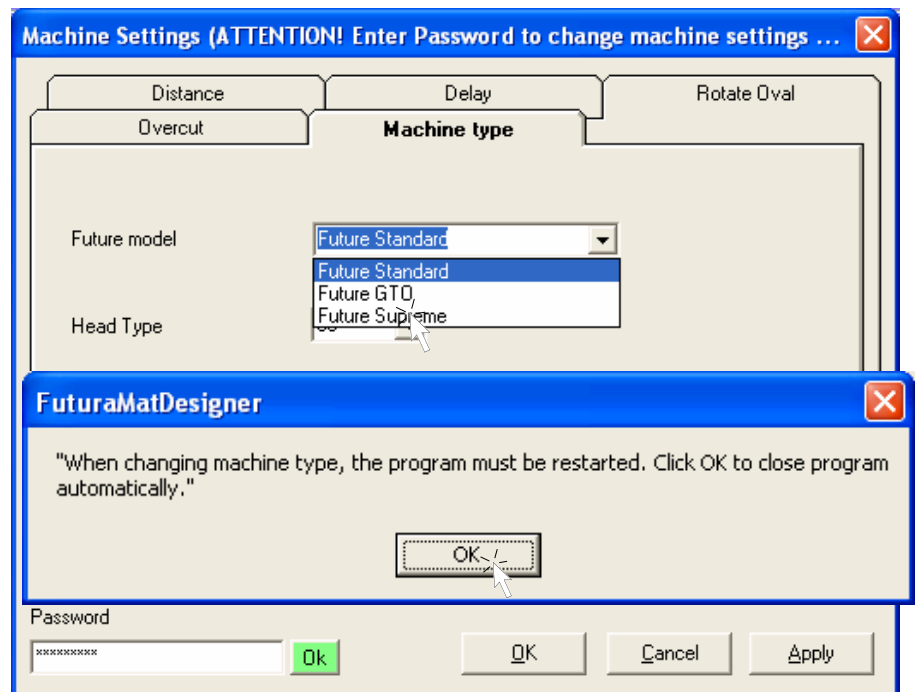 Machine Settings (ATTENTION! Enter Password to change machine settings ...
Distance
Delay
Rotate Oval
Overcut
Machine type
Future model
Future Standard
Future Standard
Future GTO
Future Supreme
Head Type
FuturaMatDesigner
"When changing machine type, the program must be restarted. Click OK to close program
automatically."
OK
Password
*********
Ok
OK
Cancel
Apply